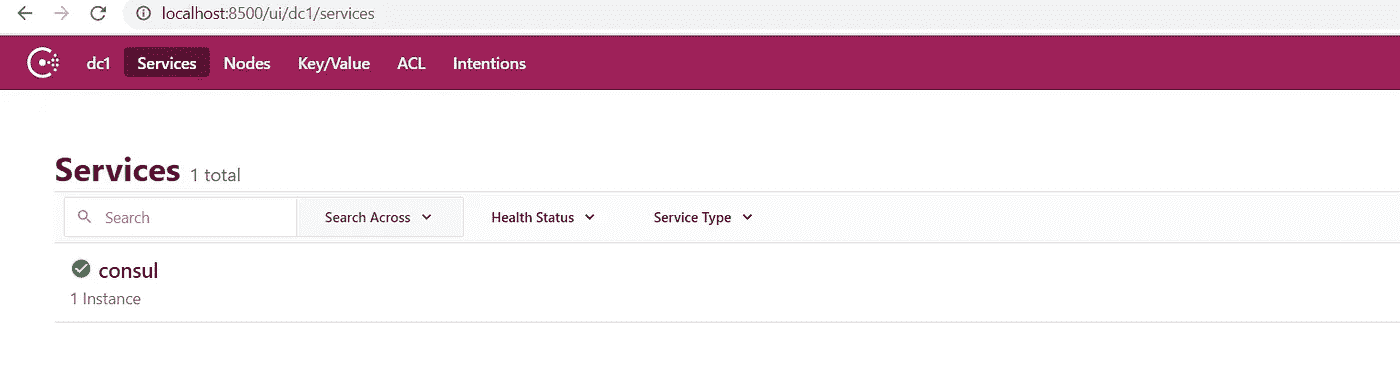 localhost:8500/ui/dc1/services
dc1 Services Nodes Key/Value ACL Intentions
Services 1 total
Search Search Across Health Status Service Type
consul
1 Instance